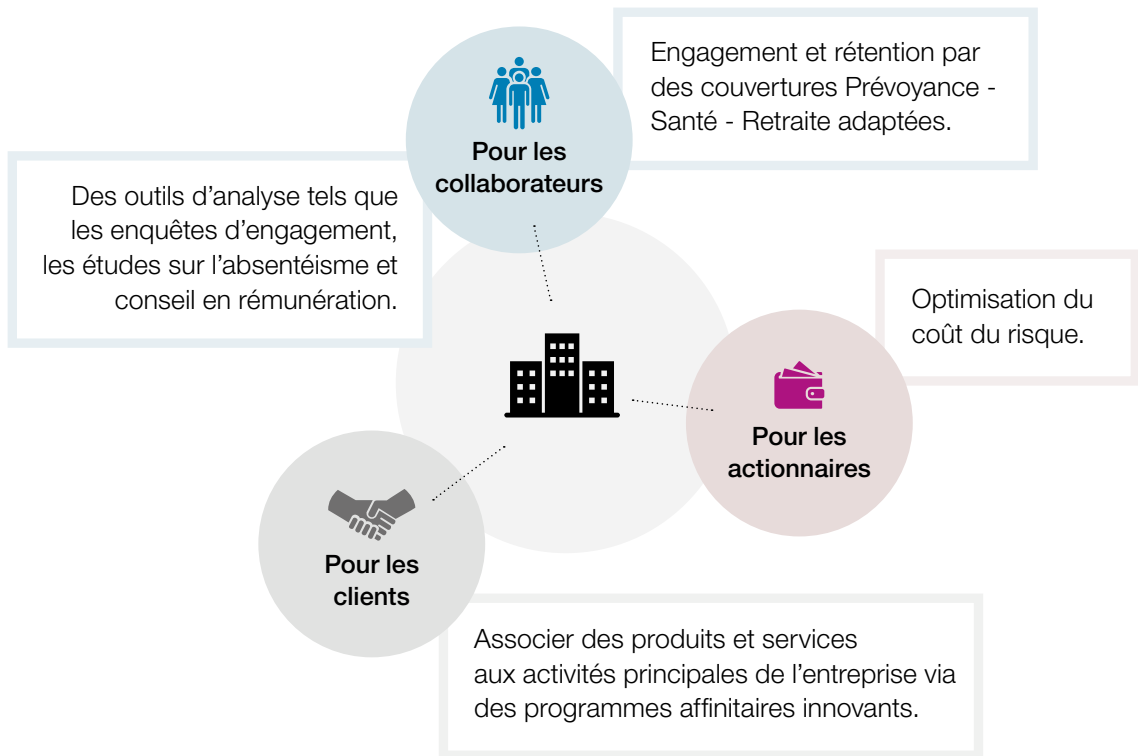 Pour les
collaborateurs
Engagement et rétention par
des couvertures Prévoyance -
Santé - Retraite adaptées.
Des outils d’analyse tels que
les enquêtes d’engagement,
les études sur l’absentéisme et
conseil en rémunération.
Pour les
actionnaires
Optimisation du
coût du risque.
Pour les
clients
Associer des produits et services
aux activités principales de l’entreprise via
des programmes affinitaires innovants.